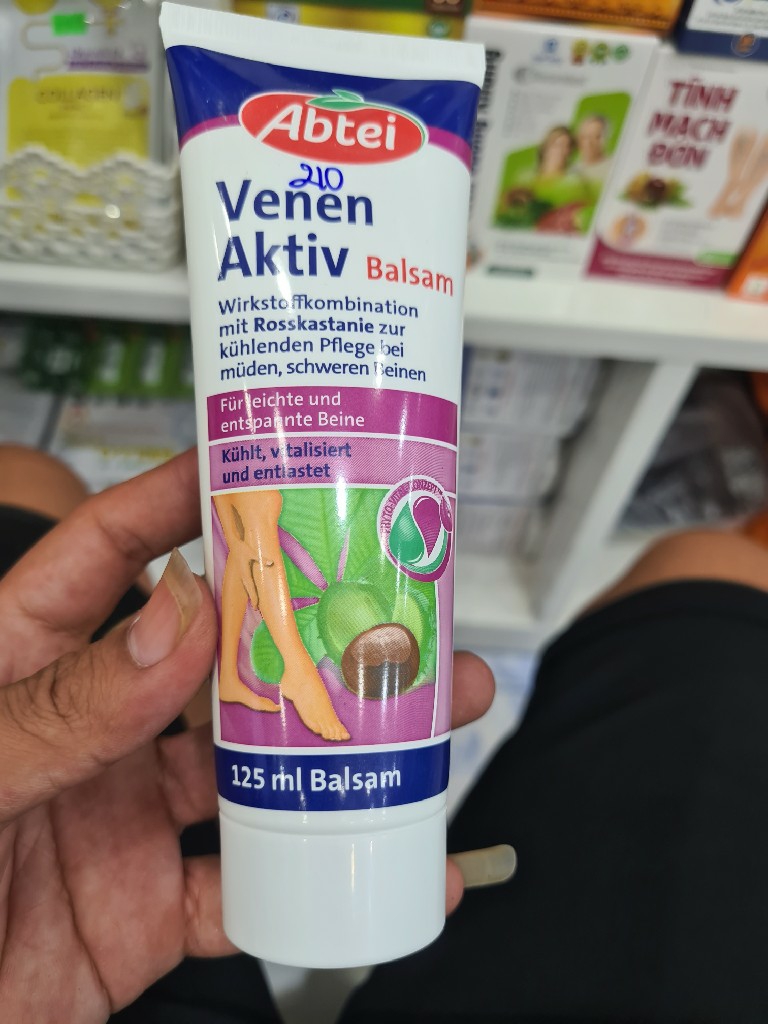 Abtei
210
Venen
Aktiv Balsam
Wirkstoffkombination
mit Rosskastanie zur
kühlenden Pflege bei
müden, schweren Beinen
Für leichte und
entspannte Beine
Kühlt, vitalisiert
und entlastet
125 ml Balsam
COLLAGEN
TĨNH
MẠCH
ĐƠN